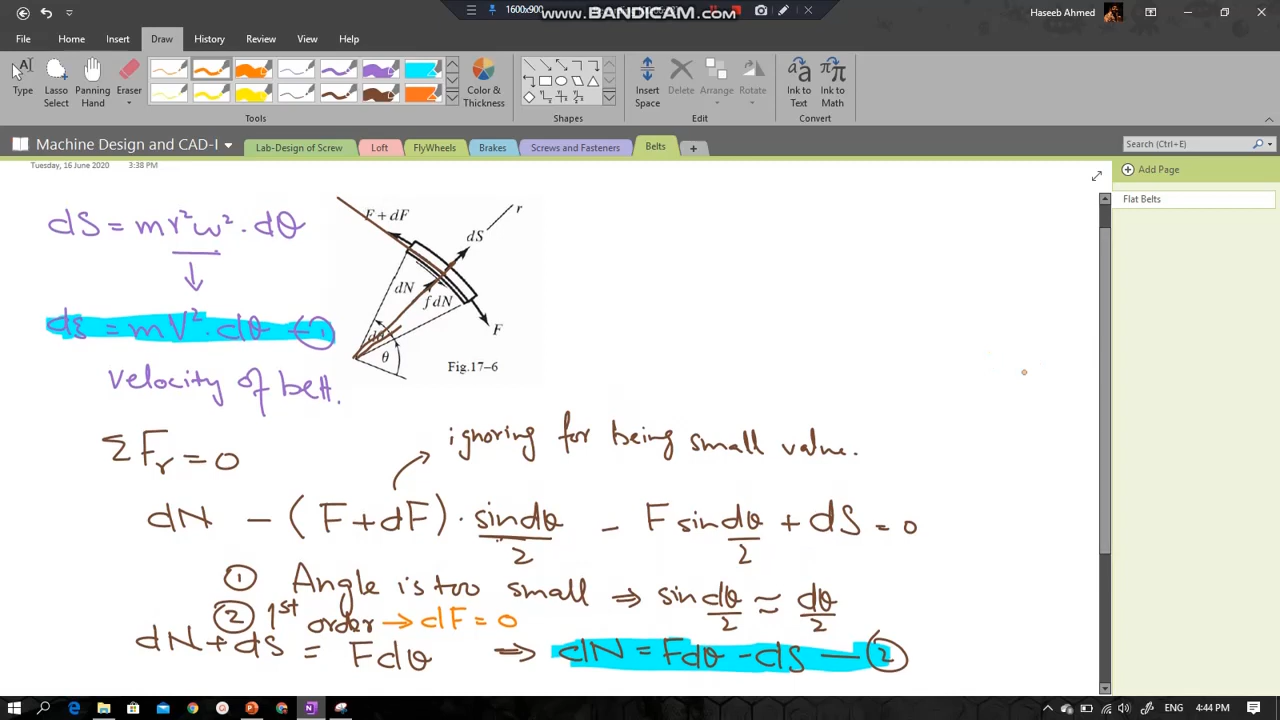 1600x900
www.BANDICAM.com
Haseeb Ahmed
File Home Insert Draw History Review View Help
Type
Lasso Select
Panning Hand
Eraser
Color & Thickness
Insert Space
Delete
Arrange
Rotate
Ink to Text
Ink to Math
Tools
Shapes
Edit
Convert
Machine Design and CAD-I
Lab-Design of Screw Loft FlyWheels Brakes Screws and Fasteners Belts +
Search (Ctrl+E)
Tuesday, 16 June 2020 3:38 PM
Add Page
Flat Belts
dS = mr²ω². dθ
dS = mV². dθ — ①
Velocity of belt.
F + dF
r
dS
dN
f dN
F
dθ
θ
Fig.17–6
ΣFr = 0
ignoring for being small value.
dN – (F+dF) . sin dθ/2 – F sin dθ/2 + dS = 0
① Angle is too small ⇒ sin dθ/2 ≈ dθ/2
② 1st order → dF = 0
dN + dS = Fdθ ⇒ dN = Fdθ – dS — ②
ENG 4:44 PM